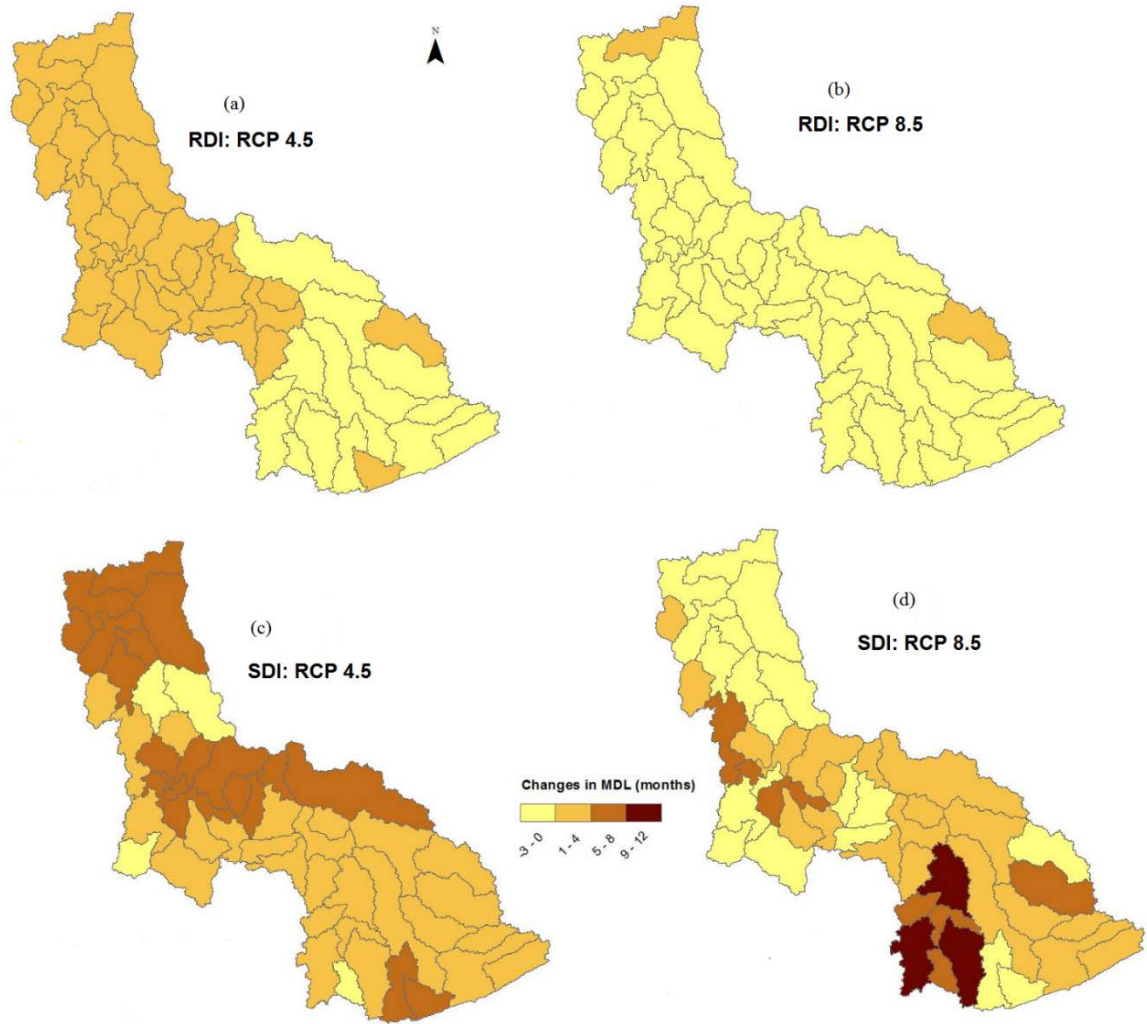 N
(a)
RDI: RCP 4.5
(b)
RDI: RCP 8.5
(c)
SDI: RCP 4.5
(d)
SDI: RCP 8.5
Changes in MDL (months)
-3 - 0
1 - 4
5 - 8
9 - 12